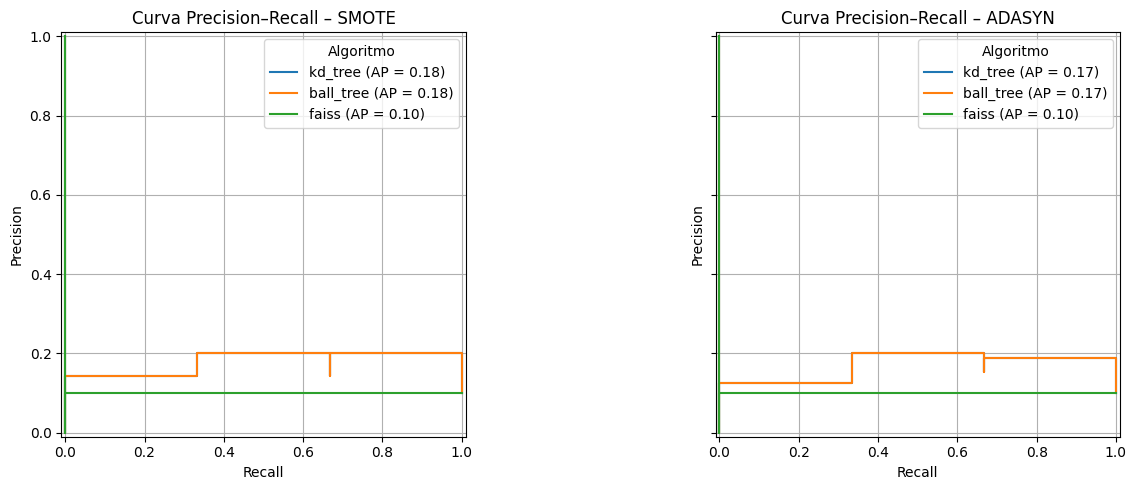 Curva Precision–Recall – SMOTE
Algoritmo
kd_tree (AP = 0.18)
ball_tree (AP = 0.18)
faiss (AP = 0.10)
1.0
0.8
0.6
0.4
0.2
0.0
Precision
0.0 0.2 0.4 0.6 0.8 1.0
Recall
Curva Precision–Recall – ADASYN
Algoritmo
kd_tree (AP = 0.17)
ball_tree (AP = 0.17)
faiss (AP = 0.10)
Precision
0.0 0.2 0.4 0.6 0.8 1.0
Recall